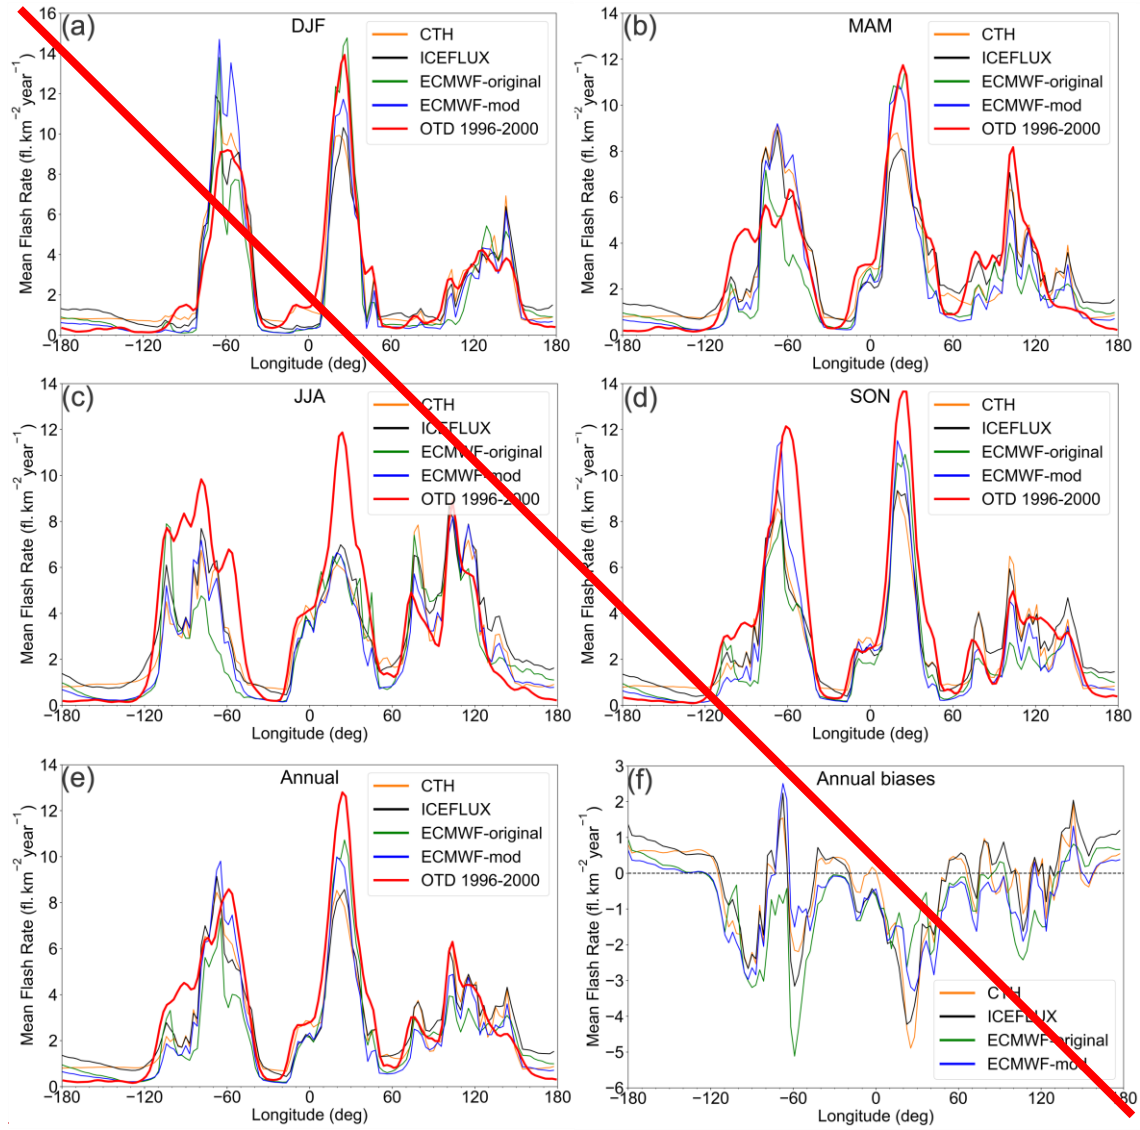 (a) DJF
CTH
ICEFLUX
ECMWF-original
ECMWF-mod
OTD 1996-2000
Mean Flash Rate (fl. km⁻² year⁻¹)
16
14
12
10
8
6
4
2
0
−180 −120 −60 0 60 120 180
Longitude (deg)
(b) MAM
CTH
ICEFLUX
ECMWF-original
ECMWF-mod
OTD 1996-2000
Mean Flash Rate (fl. km⁻² year⁻¹)
14
12
10
8
6
4
2
0
−180 −120 −60 0 60 120 180
Longitude (deg)
(c) JJA
CTH
ICEFLUX
ECMWF-original
ECMWF-mod
OTD 1996-2000
Mean Flash Rate (fl. km⁻² year⁻¹)
14
12
10
8
6
4
2
0
−180 −120 −60 0 60 120 180
Longitude (deg)
(d) SON
CTH
ICEFLUX
ECMWF-original
ECMWF-mod
OTD 1996-2000
Mean Flash Rate (fl. km⁻² year⁻¹)
14
12
10
8
6
4
2
0
−180 −120 −60 0 60 120 180
Longitude (deg)
(e) Annual
CTH
ICEFLUX
ECMWF-original
ECMWF-mod
OTD 1996-2000
Mean Flash Rate (fl. km⁻² year⁻¹)
14
12
10
8
6
4
2
0
−180 −120 −60 0 60 120 180
Longitude (deg)
(f) Annual biases
CTH
ICEFLUX
ECMWF-original
ECMWF-mod
Mean Flash Rate (fl. km⁻² year⁻¹)
3
2
1
0
−1
−2
−3
−4
−5
−6
−180 −120 −60 0 60 120 180
Longitude (deg)